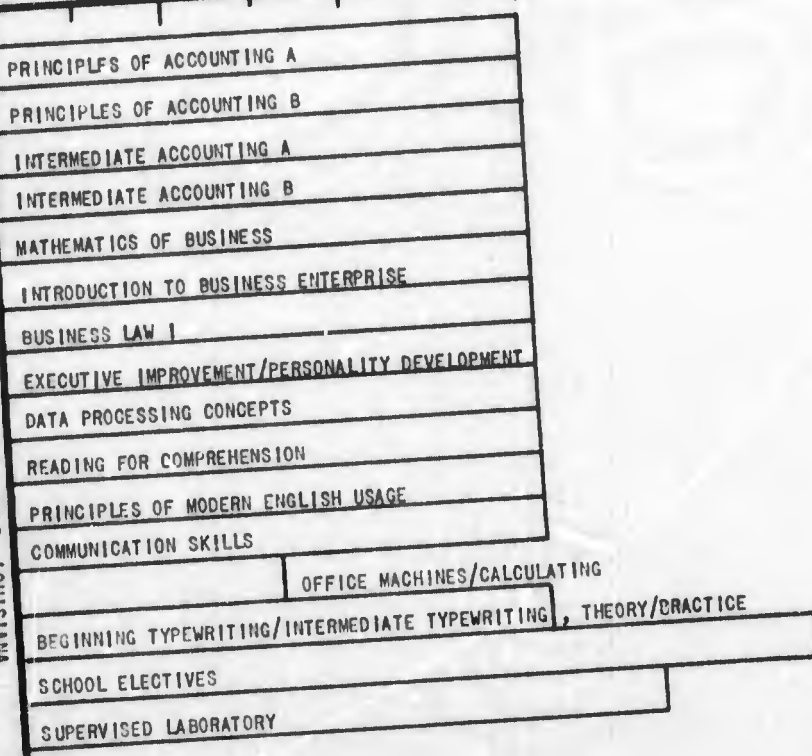 PRINCIPLFS OF ACCOUNTING A
PRINCIPLES OF ACCOUNTING B
INTERMEDIATE ACCOUNTING A
INTERMEDIATE ACCOUNTING B
MATHEMATICS OF BUSINESS
INTRODUCTION TO BUSINESS ENTERPRISE
BUSINESS LAW I
EXECUTIVE IMPROVEMENT/PERSONALITY DEVELOPMENT
DATA PROCESSING CONCEPTS
READING FOR COMPREHENSION
PRINCIPLES OF MODERN ENGLISH USAGE
COMMUNICATION SKILLS
OFFICE MACHINES/CALCULATING
BEGINNING TYPEWRITING/INTERMEDIATE TYPEWRITING, THEORY/PRACTICE
SCHOOL ELECTIVES
SUPERVISED LABORATORY